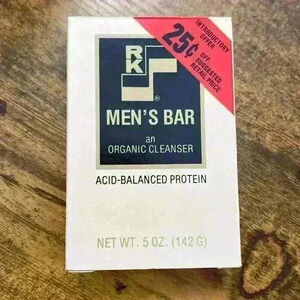 INTRODUCTORY
OFFER
25¢
OFF
SUGGESTED
RETAIL PRICE
RK
®
MEN'S BAR
an
ORGANIC CLEANSER
ACID-BALANCED PROTEIN
NET WT. 5 OZ. (142 G)